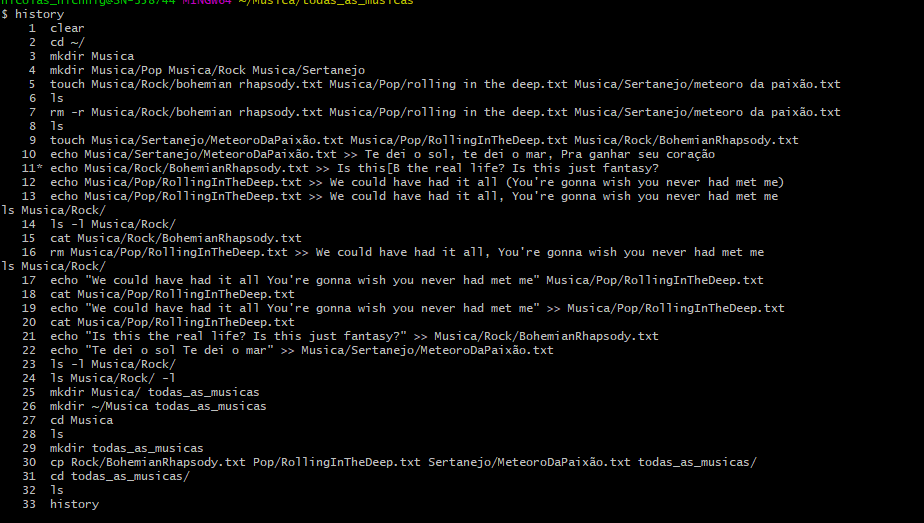 MINGW64 ~/Musica/todas_as_musicas
$ history
1 clear
2 cd ~/
3 mkdir Musica
4 mkdir Musica/Pop Musica/Rock Musica/Sertanejo
5 touch Musica/Rock/bohemian rhapsody.txt Musica/Pop/rolling in the deep.txt Musica/Sertanejo/meteoro da paixão.txt
6 ls
7 rm -r Musica/Rock/bohemian rhapsody.txt Musica/Pop/rolling in the deep.txt Musica/Sertanejo/meteoro da paixão.txt
8 ls
9 touch Musica/Sertanejo/MeteoroDaPaixão.txt Musica/Pop/RollingInTheDeep.txt Musica/Rock/BohemianRhapsody.txt
10 echo Musica/Sertanejo/MeteoroDaPaixão.txt >> Te dei o sol, te dei o mar, Pra ganhar seu coração
11* echo Musica/Rock/BohemianRhapsody.txt >> Is this[B the real life? Is this just fantasy?
12 echo Musica/Pop/RollingInTheDeep.txt >> We could have had it all (You're gonna wish you never had met me)
13 echo Musica/Pop/RollingInTheDeep.txt >> We could have had it all, You're gonna wish you never had met me
ls Musica/Rock/
14 ls -l Musica/Rock/
15 cat Musica/Rock/BohemianRhapsody.txt
16 rm Musica/Pop/RollingInTheDeep.txt >> We could have had it all, You're gonna wish you never had met me
ls Musica/Rock/
17 echo "We could have had it all You're gonna wish you never had met me" Musica/Pop/RollingInTheDeep.txt
18 cat Musica/Pop/RollingInTheDeep.txt
19 echo "We could have had it all You're gonna wish you never had met me" >> Musica/Pop/RollingInTheDeep.txt
20 cat Musica/Pop/RollingInTheDeep.txt
21 echo "Is this the real life? Is this just fantasy?" >> Musica/Rock/BohemianRhapsody.txt
22 echo "Te dei o sol Te dei o mar" >> Musica/Sertanejo/MeteoroDaPaixão.txt
23 ls -l Musica/Rock/
24 ls Musica/Rock/ -l
25 mkdir Musica/ todas_as_musicas
26 mkdir ~/Musica todas_as_musicas
27 cd Musica
28 ls
29 mkdir todas_as_musicas
30 cp Rock/BohemianRhapsody.txt Pop/RollingInTheDeep.txt Sertanejo/MeteoroDaPaixão.txt todas_as_musicas/
31 cd todas_as_musicas/
32 ls
33 history